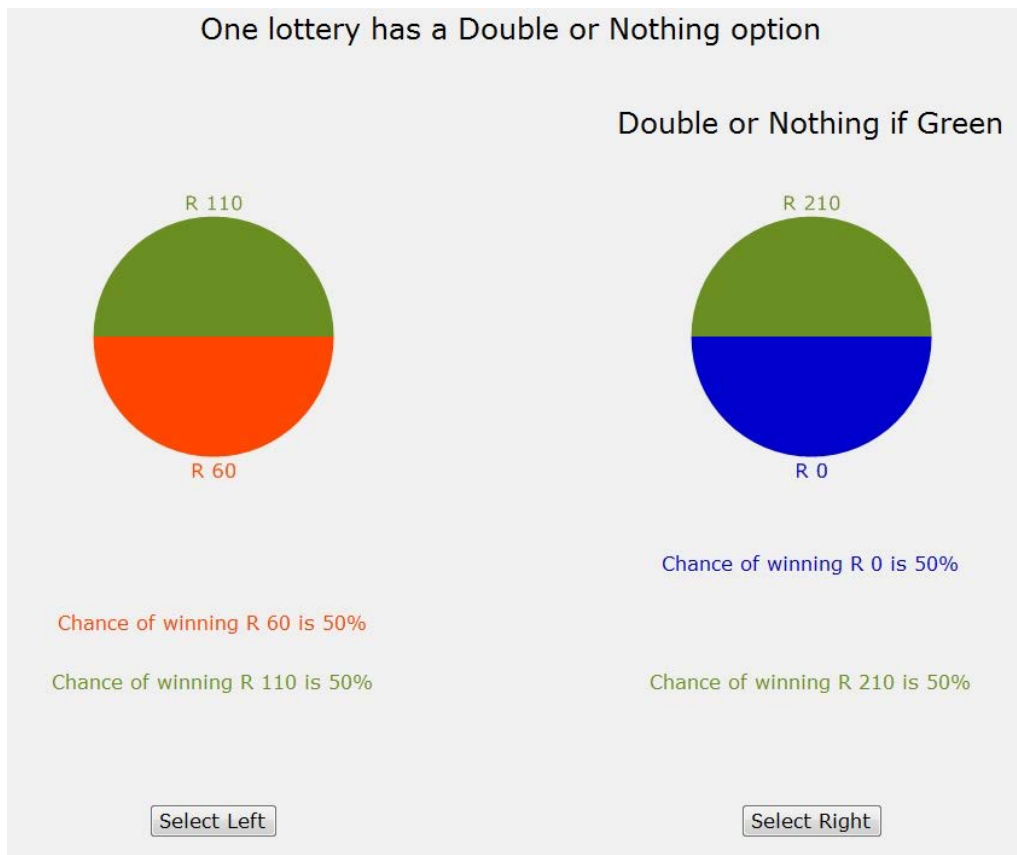 One lottery has a Double or Nothing option
Double or Nothing if Green
R 110
R 210
R 60
R 0
Chance of winning R 0 is 50%
Chance of winning R 60 is 50%
Chance of winning R 110 is 50%
Chance of winning R 210 is 50%
Select Left
Select Right